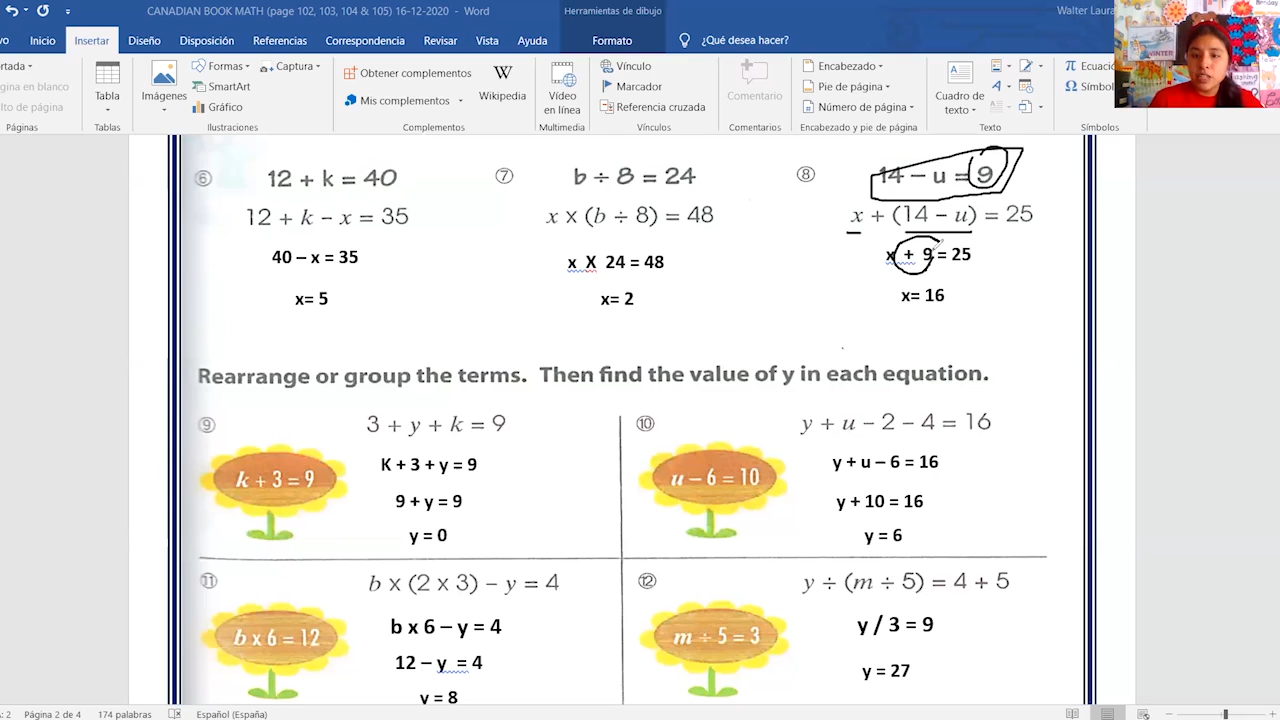 CANADIAN BOOK MATH (page 102, 103, 104 & 105) 16-12-2020 - Word
Herramientas de dibujo
Walter Laura
Inicio Insertar Diseño Disposición Referencias Correspondencia Revisar Vista Ayuda Formato ¿Qué desea hacer?
Tabla
Tablas
Imágenes
Formas
SmartArt
Gráfico
Captura
Ilustraciones
Obtener complementos
Mis complementos
Wikipedia
Complementos
Vídeo
en línea
Multimedia
Vínculo
Marcador
Referencia cruzada
Vínculos
Comentario
Comentarios
Encabezado
Pie de página
Número de página
Encabezado y pie de página
Cuadro de
texto
Texto
Símbolos
Páginas
página en blanco
lto de página
WINTER
⑥ 12 + k = 40
12 + k – x = 35
40 – x = 35
x= 5
⑦ b ÷ 8 = 24
x x (b ÷ 8) = 48
x X 24 = 48
x= 2
⑧ 14 – u = 9
x + (14 – u) = 25
x + 9 = 25
x= 16
Rearrange or group the terms. Then find the value of y in each equation.
⑨ 3 + y + k = 9
k + 3 = 9
K + 3 + y = 9
9 + y = 9
y = 0
⑩ y + u – 2 – 4 = 16
u – 6 = 10
y + u – 6 = 16
y + 10 = 16
y = 6
⑪ b x (2 x 3) – y = 4
b x 6 = 12
b x 6 – y = 4
12 – y = 4
y = 8
⑫ y ÷ (m ÷ 5) = 4 + 5
m ÷ 5 = 3
y / 3 = 9
y = 27
Página 2 de 4 174 palabras Español (España)